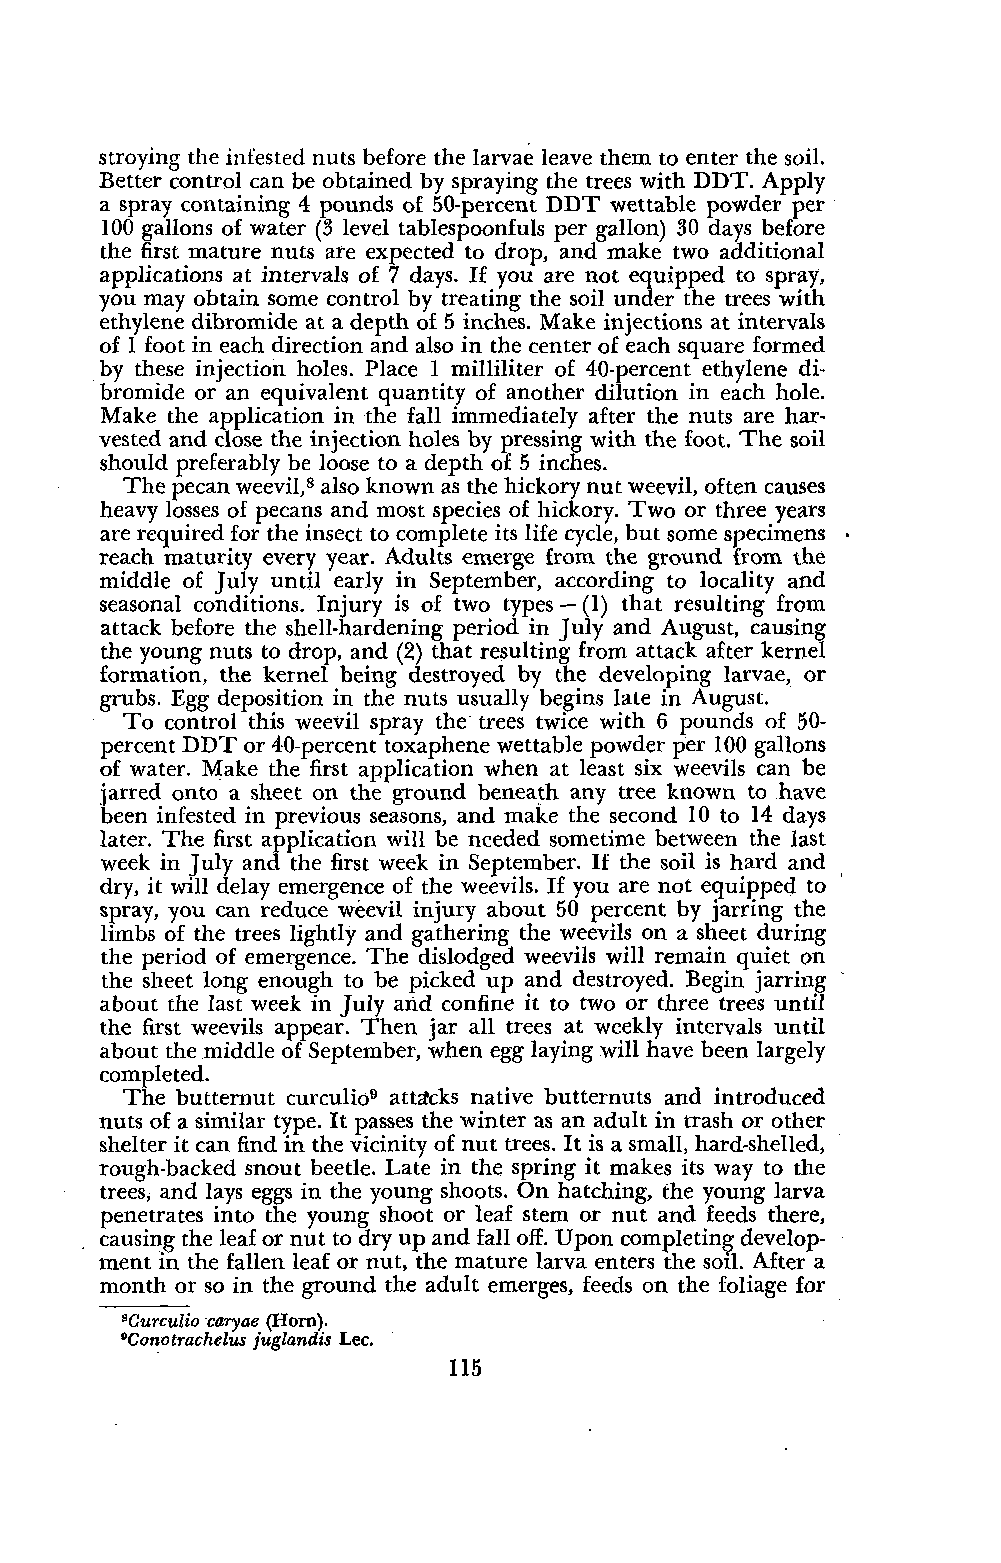 stroying the infested nuts before the larvae leave them to enter the soil.
Better control can be obtained by spraying the trees with DDT. Apply
a spray containing 4 pounds of 50-percent DDT wettable powder per
100 gallons of water (3 level tablespoonfuls per gallon) 30 days before
the first mature nuts are expected to drop, and make two additional
applications at intervals of 7 days. If you are not equipped to spray,
you may obtain some control by treating the soil under the trees with
ethylene dibromide at a depth of 5 inches. Make injections at intervals
of 1 foot in each direction and also in the center of each square formed
by these injection holes. Place 1 milliliter of 40-percent ethylene di-
bromide or an equivalent quantity of another dilution in each hole.
Make the application in the fall immediately after the nuts are har-
vested and close the injection holes by pressing with the foot. The soil
should preferably be loose to a depth of 5 inches.
The pecan weevil,⁸ also known as the hickory nut weevil, often causes
heavy losses of pecans and most species of hickory. Two or three years
are required for the insect to complete its life cycle, but some specimens
reach maturity every year. Adults emerge from the ground from the
middle of July until early in September, according to locality and
seasonal conditions. Injury is of two types — (1) that resulting from
attack before the shell-hardening period in July and August, causing
the young nuts to drop, and (2) that resulting from attack after kernel
formation, the kernel being destroyed by the developing larvae, or
grubs. Egg deposition in the nuts usually begins late in August.
To control this weevil spray the trees twice with 6 pounds of 50-
percent DDT or 40-percent toxaphene wettable powder per 100 gallons
of water. Make the first application when at least six weevils can be
jarred onto a sheet on the ground beneath any tree known to have
been infested in previous seasons, and make the second 10 to 14 days
later. The first application will be needed sometime between the last
week in July and the first week in September. If the soil is hard and
dry, it will delay emergence of the weevils. If you are not equipped to
spray, you can reduce weevil injury about 50 percent by jarring the
limbs of the trees lightly and gathering the weevils on a sheet during
the period of emergence. The dislodged weevils will remain quiet on
the sheet long enough to be picked up and destroyed. Begin jarring
about the last week in July and confine it to two or three trees until
the first weevils appear. Then jar all trees at weekly intervals until
about the middle of September, when egg laying will have been largely
completed.
The butternut curculio⁹ attacks native butternuts and introduced
nuts of a similar type. It passes the winter as an adult in trash or other
shelter it can find in the vicinity of nut trees. It is a small, hard-shelled,
rough-backed snout beetle. Late in the spring it makes its way to the
trees, and lays eggs in the young shoots. On hatching, the young larva
penetrates into the young shoot or leaf stem or nut and feeds there,
causing the leaf or nut to dry up and fall off. Upon completing develop-
ment in the fallen leaf or nut, the mature larva enters the soil. After a
month or so in the ground the adult emerges, feeds on the foliage for
⁸Curculio caryae (Horn).
⁹Conotrachelus juglandis Lec.
115